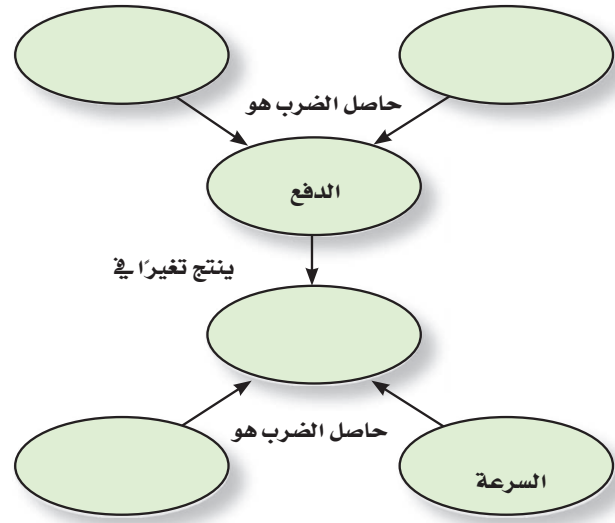 حاصل الضرب هو
الدفع
ينتج تغيرًا في
حاصل الضرب هو
السرعة